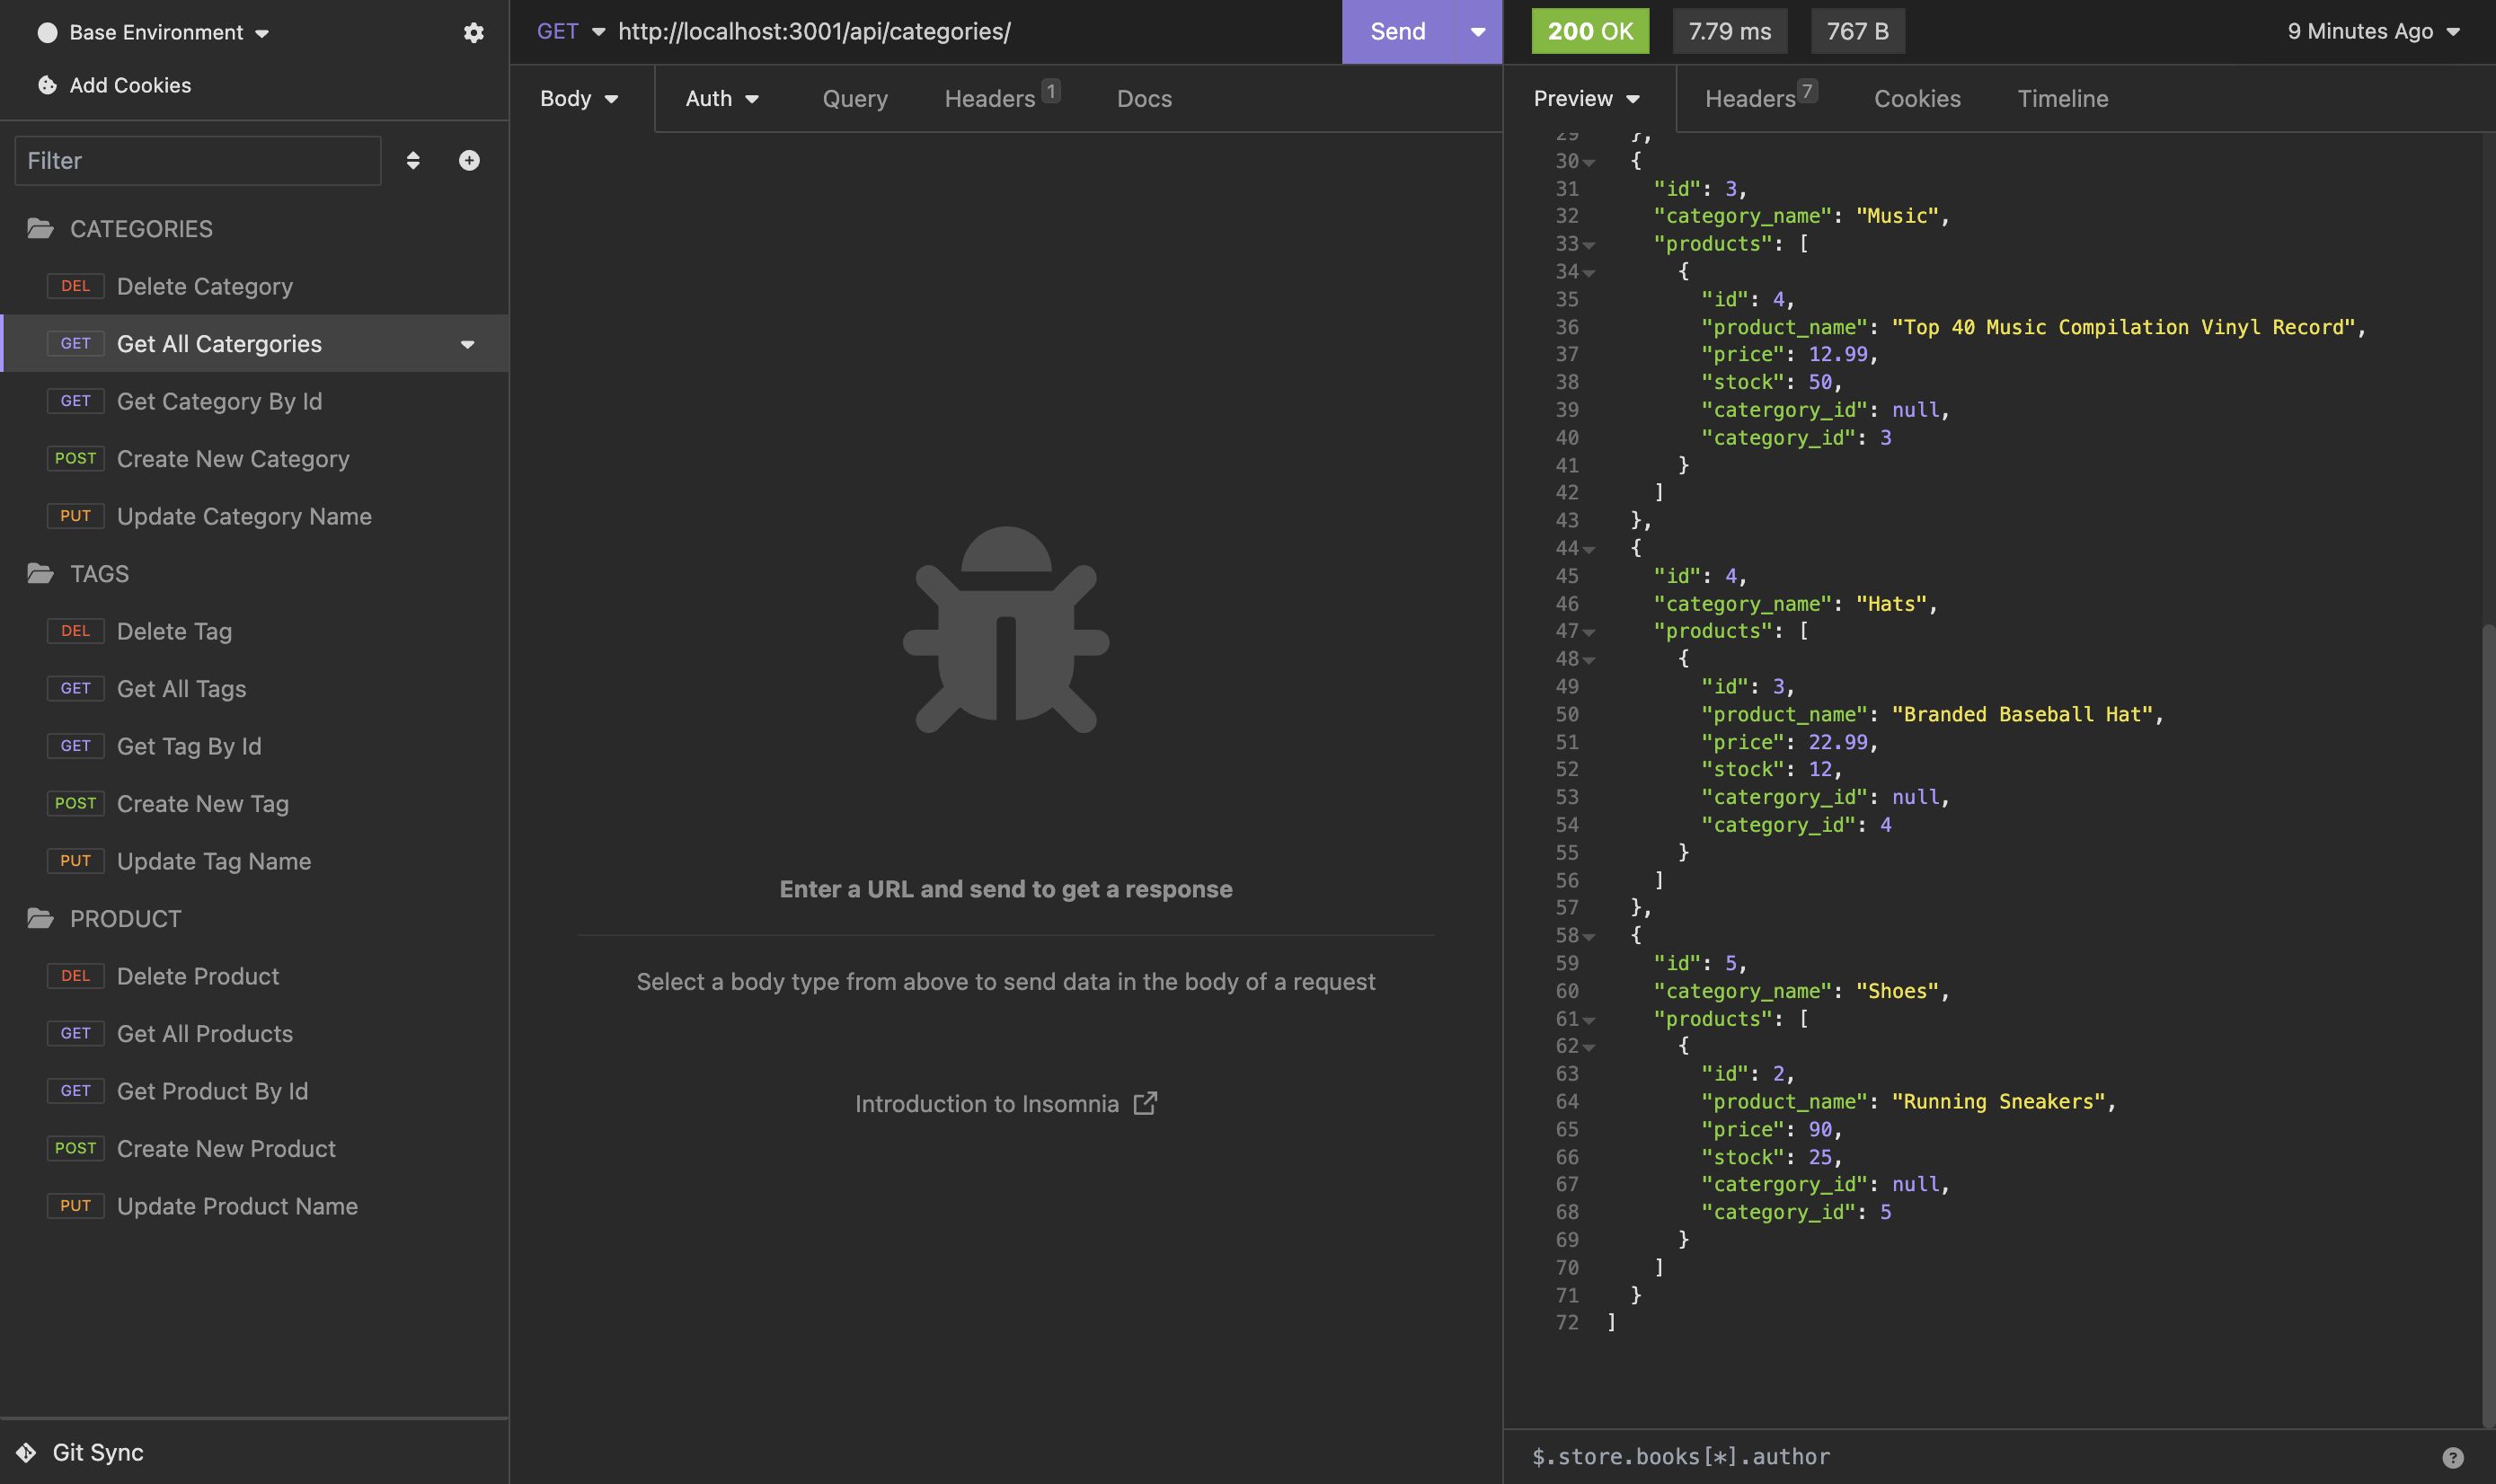 Base Environment
Add Cookies
Filter
CATEGORIES
DEL Delete Category
GET Get All Catergories
GET Get Category By Id
POST Create New Category
PUT Update Category Name
TAGS
DEL Delete Tag
GET Get All Tags
GET Get Tag By Id
POST Create New Tag
PUT Update Tag Name
PRODUCT
DEL Delete Product
GET Get All Products
GET Get Product By Id
POST Create New Product
PUT Update Product Name
Git Sync
GET http://localhost:3001/api/categories/ Send
Body Auth Query Headers 1 Docs
Enter a URL and send to get a response
Select a body type from above to send data in the body of a request
Introduction to Insomnia
200 OK 7.79 ms 767 B 9 Minutes Ago
Preview Headers 7 Cookies Timeline
29 },
30 {
31 "id": 3,
32 "category_name": "Music",
33 "products": [
34 {
35 "id": 4,
36 "product_name": "Top 40 Music Compilation Vinyl Record",
37 "price": 12.99,
38 "stock": 50,
39 "catergory_id": null,
40 "category_id": 3
41 }
42 ]
43 },
44 {
45 "id": 4,
46 "category_name": "Hats",
47 "products": [
48 {
49 "id": 3,
50 "product_name": "Branded Baseball Hat",
51 "price": 22.99,
52 "stock": 12,
53 "catergory_id": null,
54 "category_id": 4
55 }
56 ]
57 },
58 {
59 "id": 5,
60 "category_name": "Shoes",
61 "products": [
62 {
63 "id": 2,
64 "product_name": "Running Sneakers",
65 "price": 90,
66 "stock": 25,
67 "catergory_id": null,
68 "category_id": 5
69 }
70 ]
71 }
72 ]
$.store.books[*].author